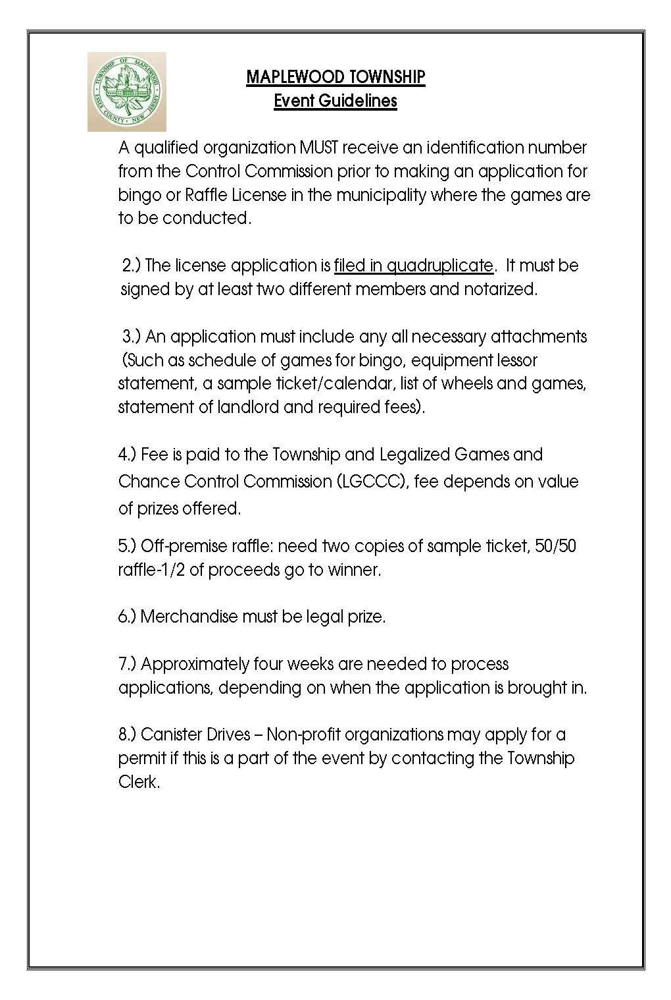 TOWNSHIP OF MAPLEWOOD
ESSEX COUNTY • NEW JERSEY
MAPLEWOOD TOWNSHIP
Event Guidelines
A qualified organization MUST receive an identification number
from the Control Commission prior to making an application for
bingo or Raffle License in the municipality where the games are
to be conducted.
2.) The license application is filed in quadruplicate.  It must be
signed by at least two different members and notarized.
3.) An application must include any all necessary attachments
(Such as schedule of games for bingo, equipment lessor
statement, a sample ticket/calendar, list of wheels and games,
statement of landlord and required fees).
4.) Fee is paid to the Township and Legalized Games and
Chance Control Commission (LGCCC), fee depends on value
of prizes offered.
5.) Off-premise raffle: need two copies of sample ticket, 50/50
raffle-1/2 of proceeds go to winner.
6.) Merchandise must be legal prize.
7.) Approximately four weeks are needed to process
applications, depending on when the application is brought in.
8.) Canister Drives – Non-profit organizations may apply for a
permit if this is a part of the event by contacting the Township
Clerk.